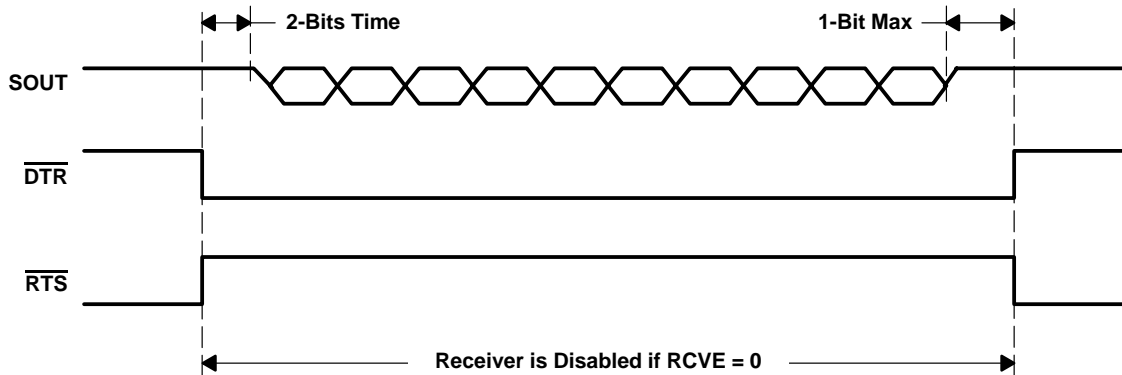 2-Bits Time
1-Bit Max
SOUT
DTR
RTS
Receiver is Disabled if RCVE = 0